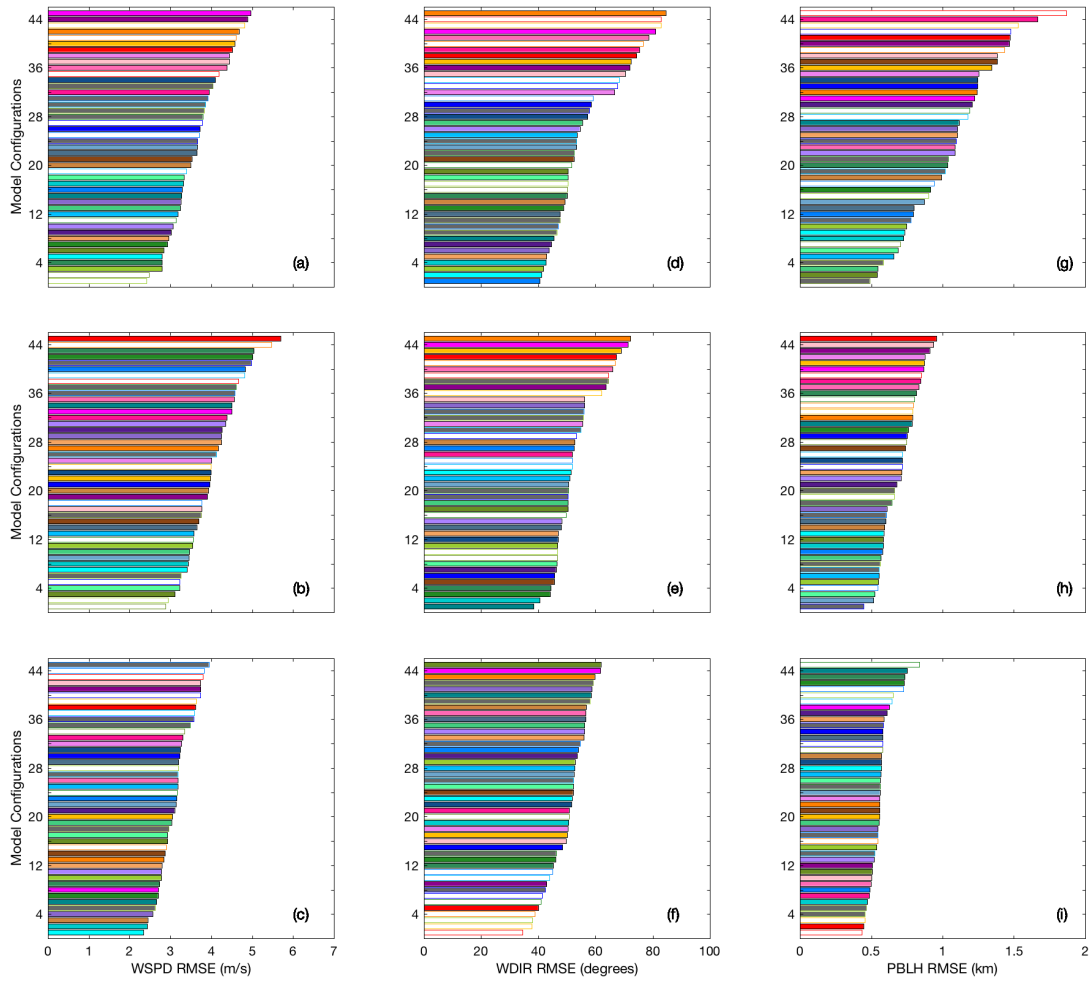 44
36
28
20
12
4
Model Configurations
(a)
(d)
(g)
44
36
28
20
12
4
Model Configurations
(b)
(e)
(h)
44
36
28
20
12
4
Model Configurations
(c)
(f)
(i)
0 1 2 3 4 5 6 7
WSPD RMSE (m/s)
0 20 40 60 80 100
WDIR RMSE (degrees)
0 0.5 1 1.5 2
PBLH RMSE (km)